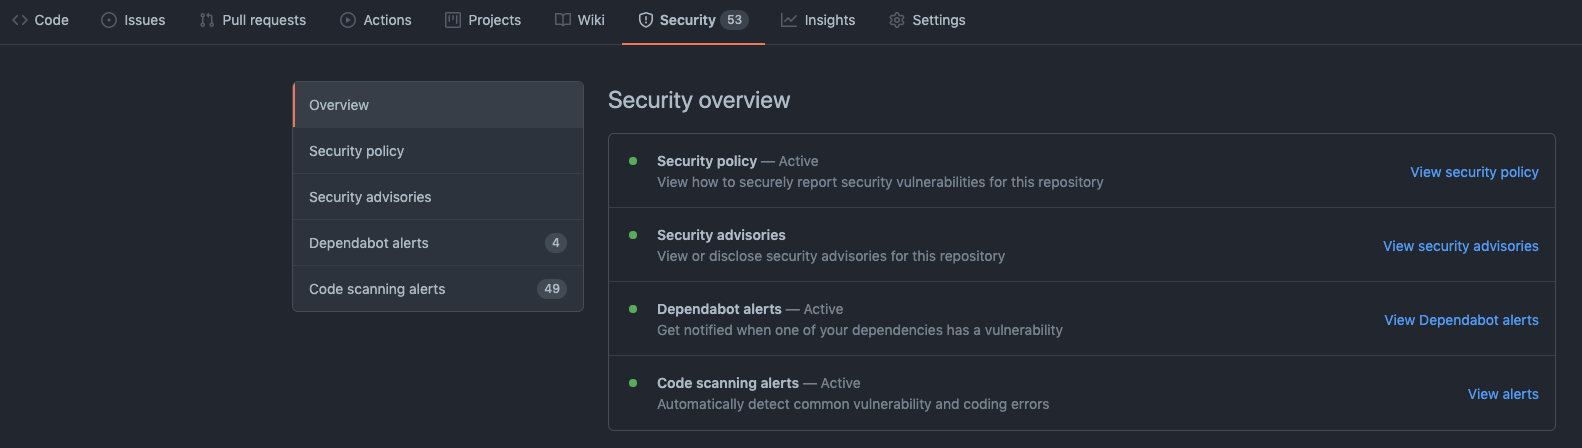 Code Issues Pull requests Actions Projects Wiki Security 53 Insights Settings
Overview
Security policy
Security advisories
Dependabot alerts 4
Code scanning alerts 49
Security overview
Security policy — Active
View how to securely report security vulnerabilities for this repository
View security policy
Security advisories
View or disclose security advisories for this repository
View security advisories
Dependabot alerts — Active
Get notified when one of your dependencies has a vulnerability
View Dependabot alerts
Code scanning alerts — Active
Automatically detect common vulnerability and coding errors
View alerts